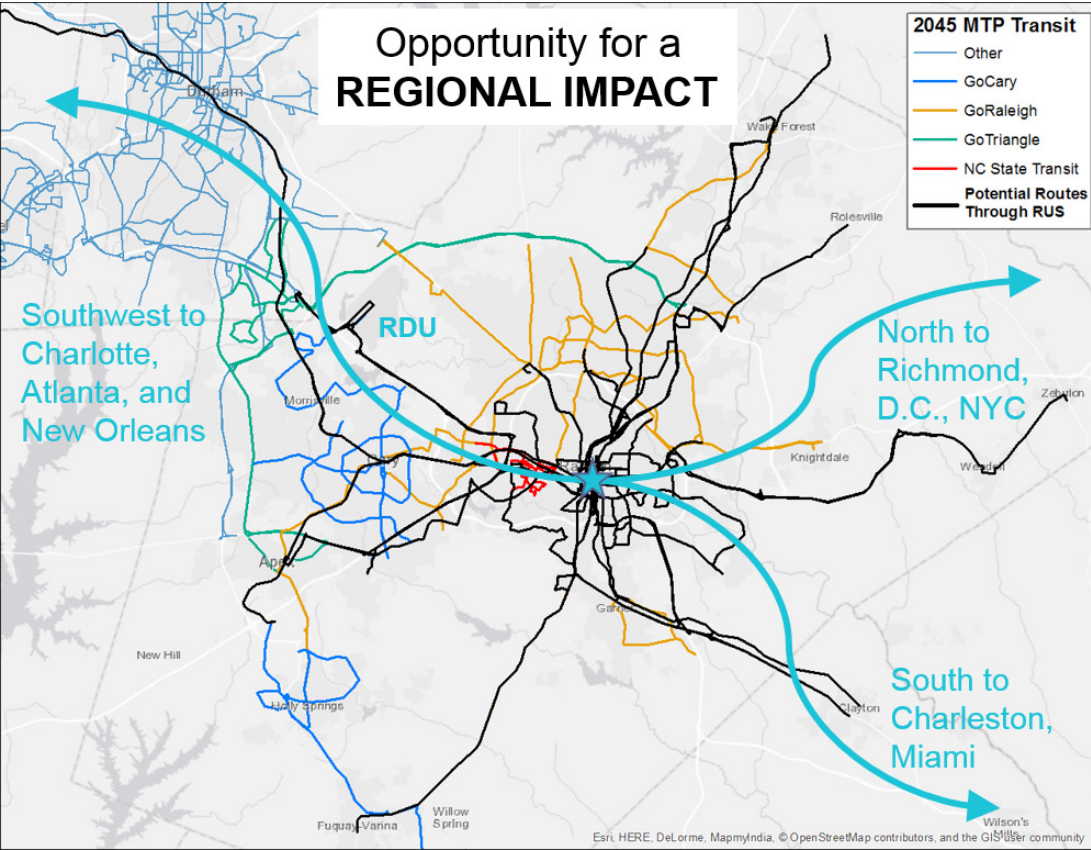 Opportunity for a
REGIONAL IMPACT
2045 MTP Transit
Other
GoCary
GoRaleigh
GoTriangle
NC State Transit
Potential Routes
Through RUS
Durham
Wake Forest
Rolesville
Southwest to
Charlotte,
Atlanta, and
New Orleans
RDU
North to
Richmond,
D.C., NYC
Morrisville
Zebulon
Knightdale
Wendell
Cary
Apex
Garner
New Hill
Holly Springs
South to
Charleston,
Miami
Clayton
Fuquay-Varina
Willow
Spring
Wilson's
Mills
Esri, HERE, DeLorme, MapmyIndia, © OpenStreetMap contributors, and the GIS user community